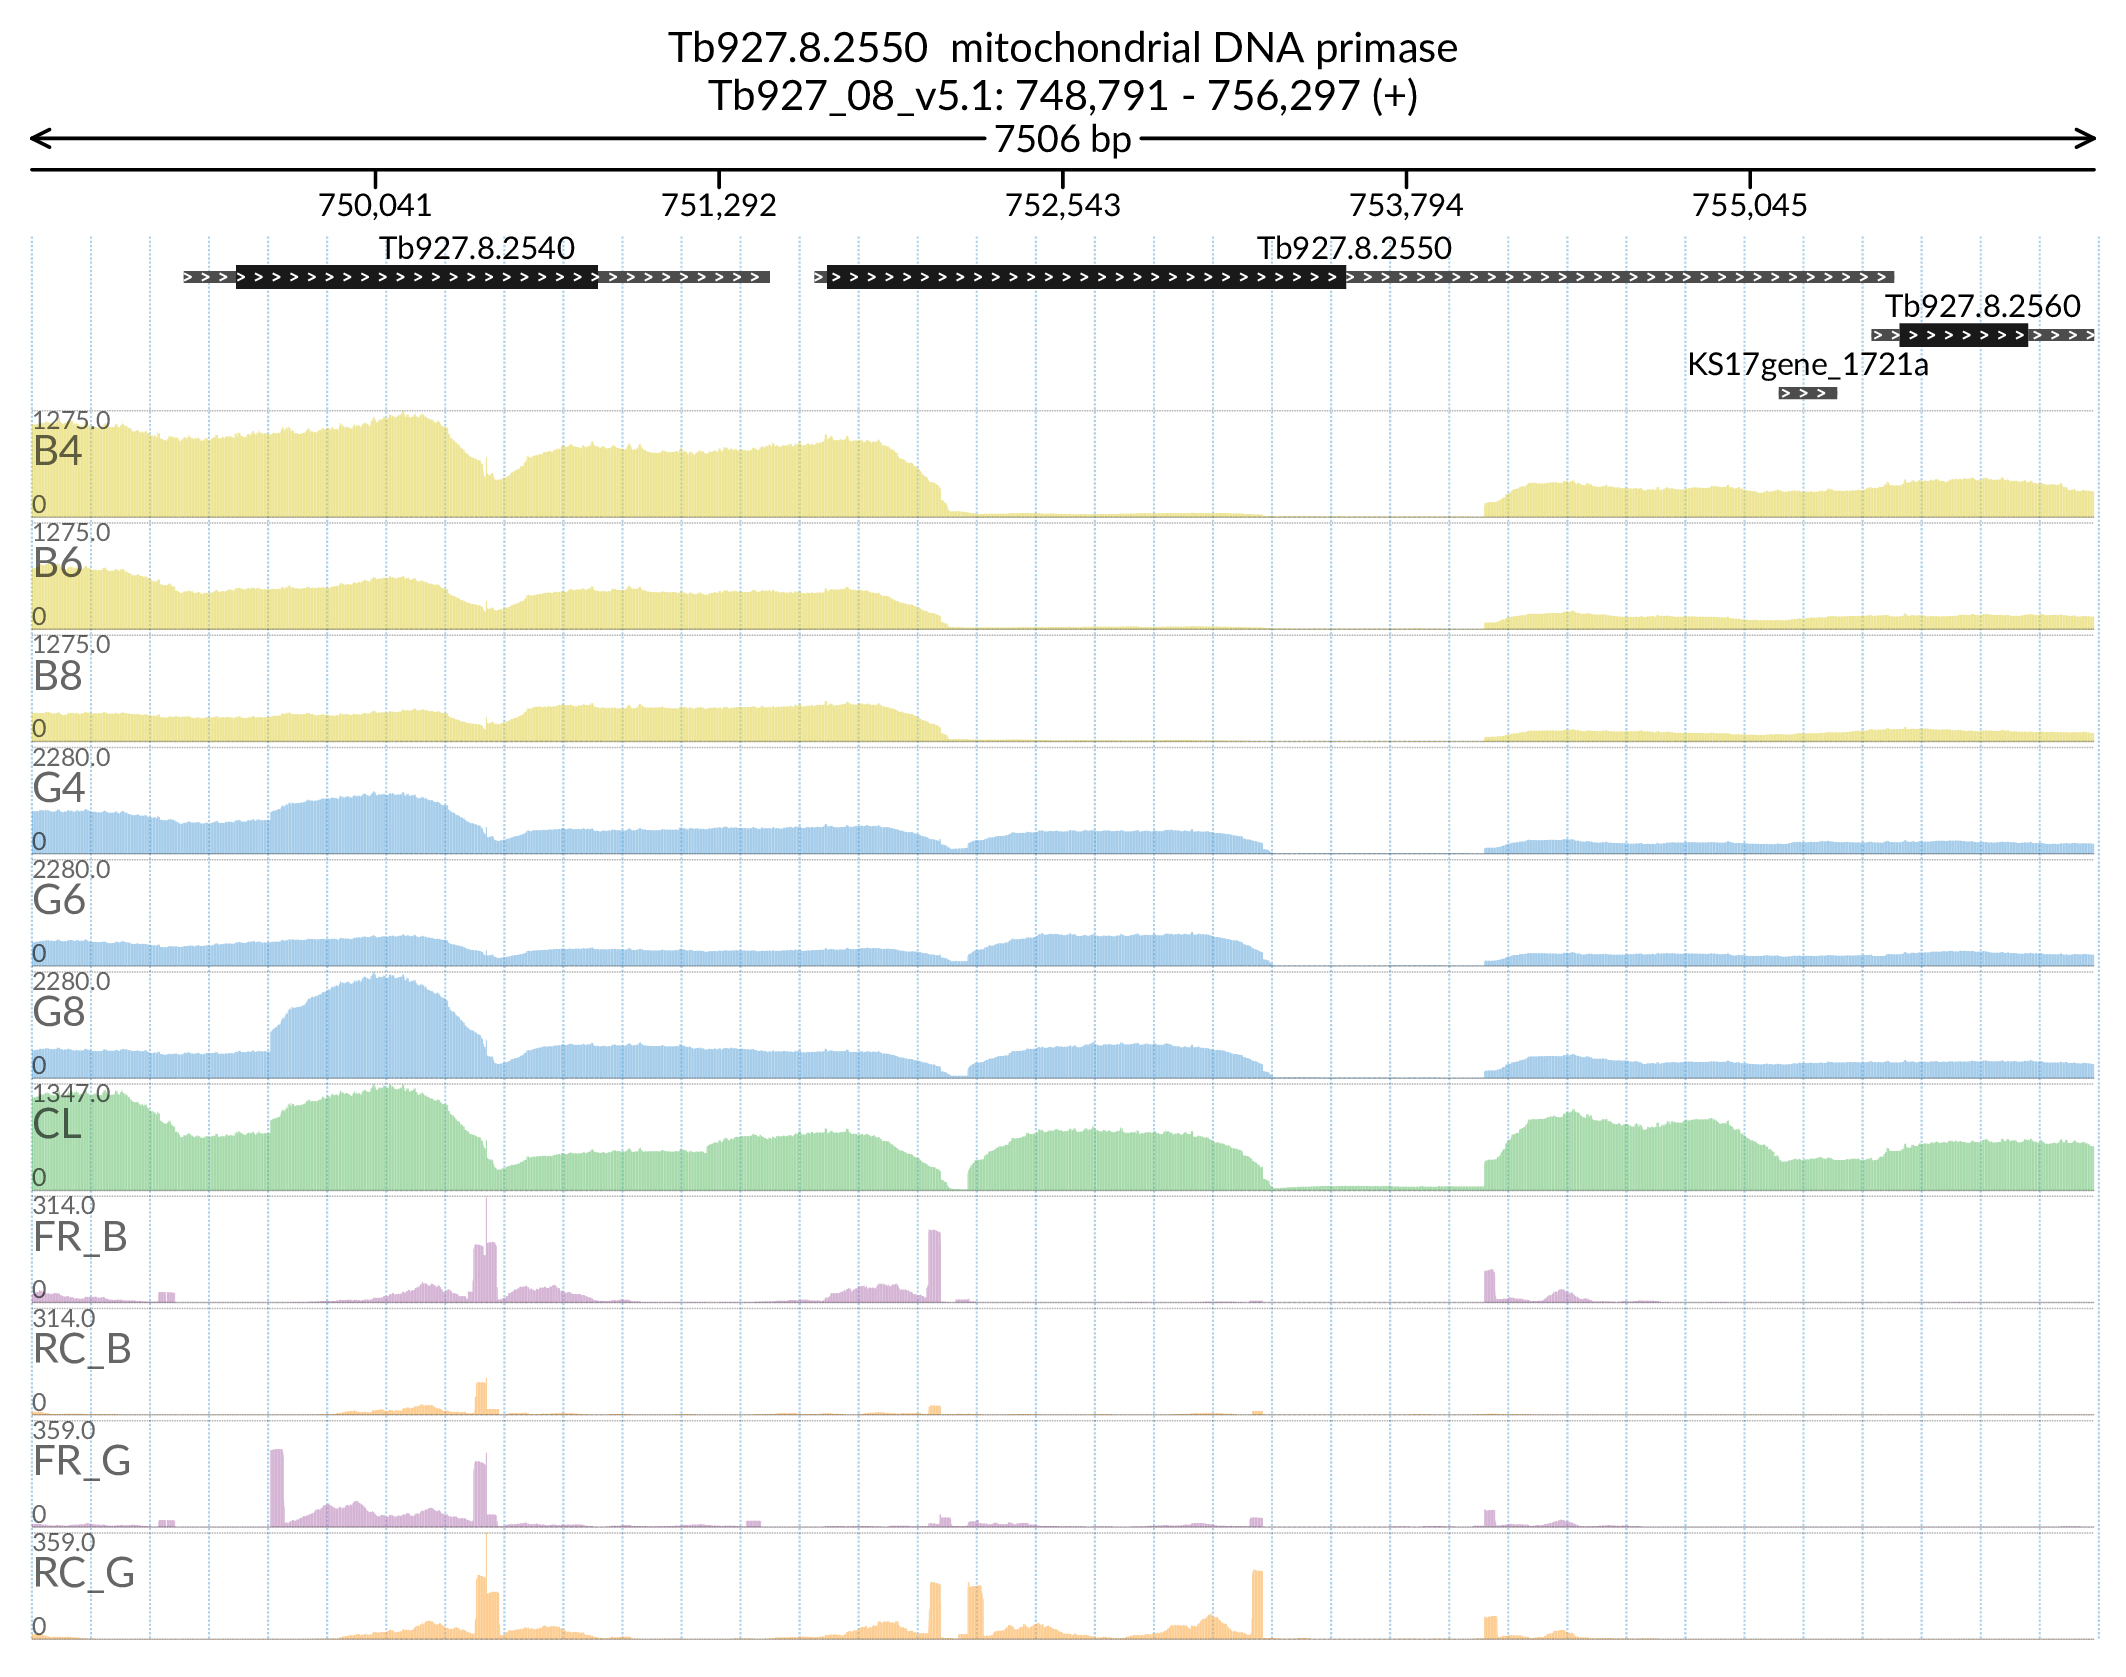 Tb927.8.2550  mitochondrial DNA primase
Tb927_08_v5.1: 748,791 - 756,297 (+)
7506 bp
750,041 751,292 752,543 753,794 755,045
Tb927.8.2540 Tb927.8.2550
Tb927.8.2560
KS17gene_1721a
1275.0
B4
0
1275.0
B6
0
1275.0
B8
0
2280.0
G4
0
2280.0
G6
0
2280.0
G8
0
1347.0
CL
0
314.0
FR_B
0
314.0
RC_B
0
359.0
FR_G
0
359.0
RC_G
0